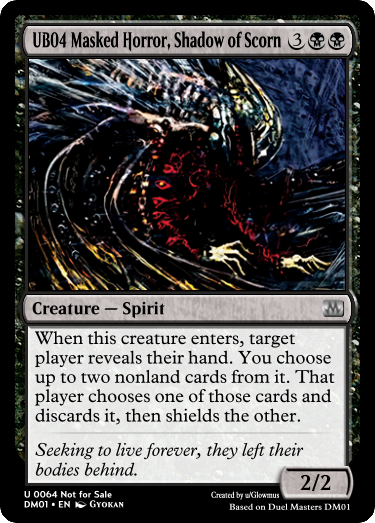 UB04 Masked Horror, Shadow of Scorn 3
Creature — Spirit
When this creature enters, target
player reveals their hand. You choose
up to two nonland cards from it. That
player chooses one of those cards and
discards it, then shields the other.
Seeking to live forever, they left their
bodies behind.
2/2
U 0064 Not for Sale
DM01 • EN Gyokan
Created by u/Glowmus
Based on Duel Masters DM01